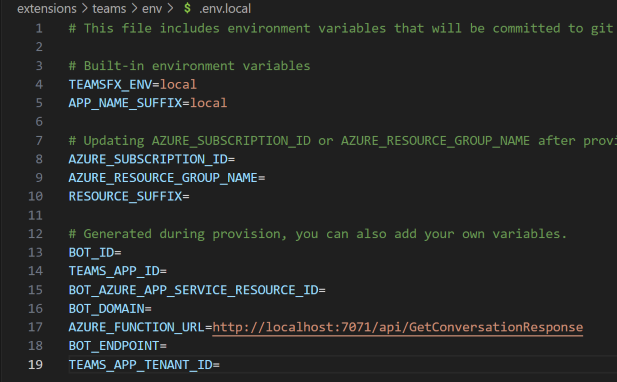 extensions > teams > env > $ .env.local
1 # This file includes environment variables that will be committed to git
2
3 # Built-in environment variables
4 TEAMSFX_ENV=local
5 APP_NAME_SUFFIX=local
6
7 # Updating AZURE_SUBSCRIPTION_ID or AZURE_RESOURCE_GROUP_NAME after provi
8 AZURE_SUBSCRIPTION_ID=
9 AZURE_RESOURCE_GROUP_NAME=
10 RESOURCE_SUFFIX=
11
12 # Generated during provision, you can also add your own variables.
13 BOT_ID=
14 TEAMS_APP_ID=
15 BOT_AZURE_APP_SERVICE_RESOURCE_ID=
16 BOT_DOMAIN=
17 AZURE_FUNCTION_URL=http://localhost:7071/api/GetConversationResponse
18 BOT_ENDPOINT=
19 TEAMS_APP_TENANT_ID=